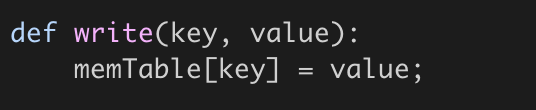 def write(key, value):
    memTable[key] = value;